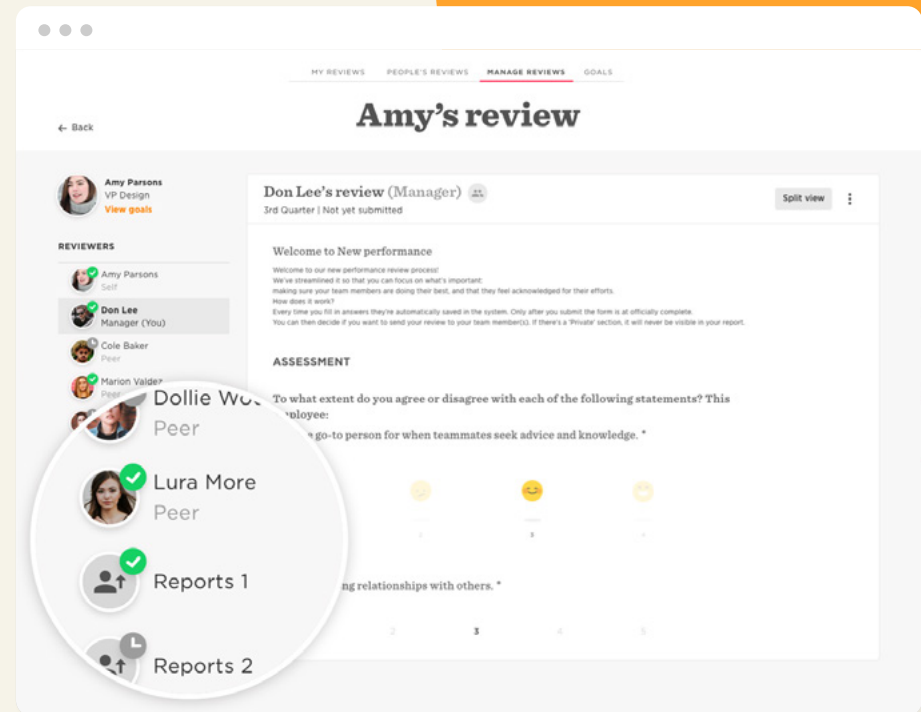 MY REVIEWS PEOPLE'S REVIEWS MANAGE REVIEWS GOALS
Amy's review
← Back
Amy Parsons
VP Design
View goals
REVIEWERS
Amy Parsons
Self
Don Lee
Manager (You)
Cole Baker
Peer
Marion Valdez
Peer
Dollie
Peer
Lura More
Peer
Reports 1
Reports 2
Don Lee's review (Manager)
3rd Quarter | Not yet submitted
Split view
Welcome to New performance
Welcome to our new performance review process!
We've streamlined it so that you can focus on what's important:
making sure your team members are doing their best, and that they feel acknowledged for their efforts.
How does it work?
Every time you fill in answers they're automatically saved in the system. Only after you submit the form is at officially complete.
You can then decide if you want to send your review to your team member(s). If there's a 'Private' section, it will never be visible in your report.
ASSESSMENT
To what extent do you agree or disagree with each of the following statements? This
ployee:
go-to person for when teammates seek advice and knowledge. *
2 3 4
ng relationships with others. *
2 3 4 5